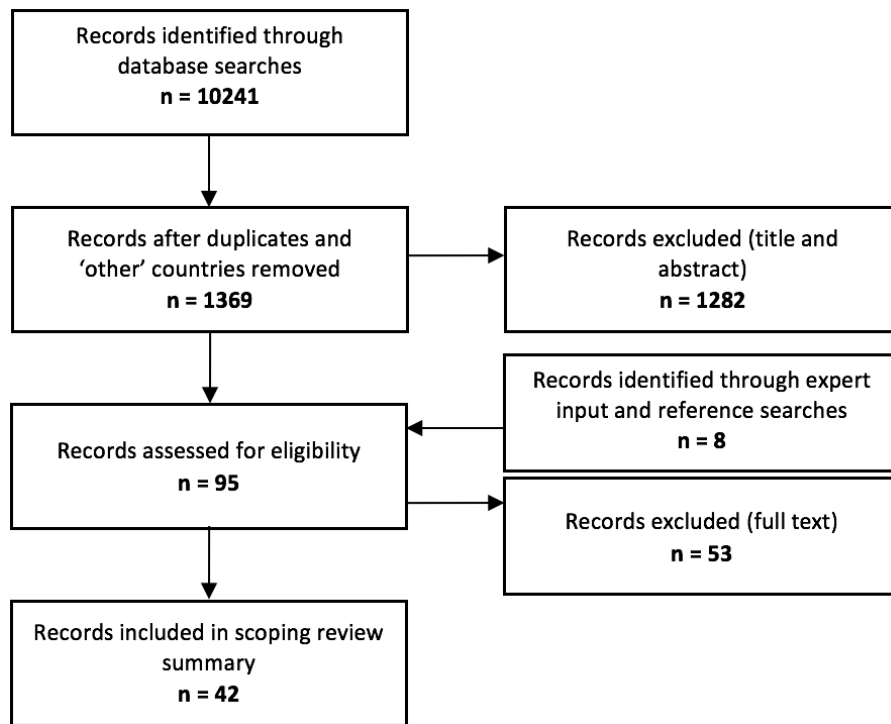 Records identified through
database searches
n = 10241
Records after duplicates and
‘other’ countries removed
n = 1369
Records excluded (title and
abstract)
n = 1282
Records identified through expert
input and reference searches
n = 8
Records assessed for eligibility
n = 95
Records excluded (full text)
n = 53
Records included in scoping review
summary
n = 42